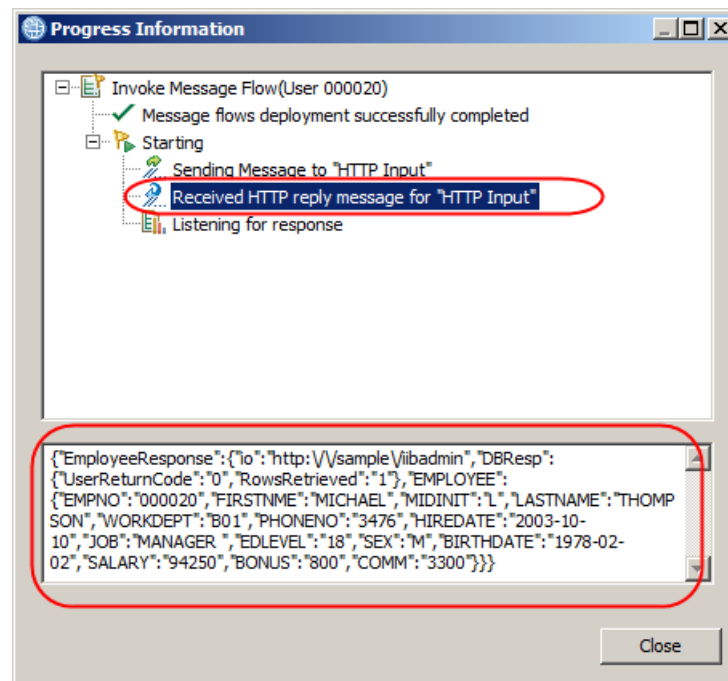 Progress Information
Invoke Message Flow(User 000020)
Message flows deployment successfully completed
Starting
Sending Message to "HTTP Input"
Received HTTP reply message for "HTTP Input"
Listening for response
{"EmployeeResponse":{"io":"http:\/\/sample\/iibadmin","DBResp":
{"UserReturnCode":"0","RowsRetrieved":"1"},"EMPLOYEE":
{"EMPNO":"000020","FIRSTNME":"MICHAEL","MIDINIT":"L","LASTNAME":"THOMP
SON","WORKDEPT":"B01","PHONENO":"3476","HIREDATE":"2003-10-
10","JOB":"MANAGER ","EDLEVEL":"18","SEX":"M","BIRTHDATE":"1978-02-
02","SALARY":"94250","BONUS":"800","COMM":"3300"}}}
Close